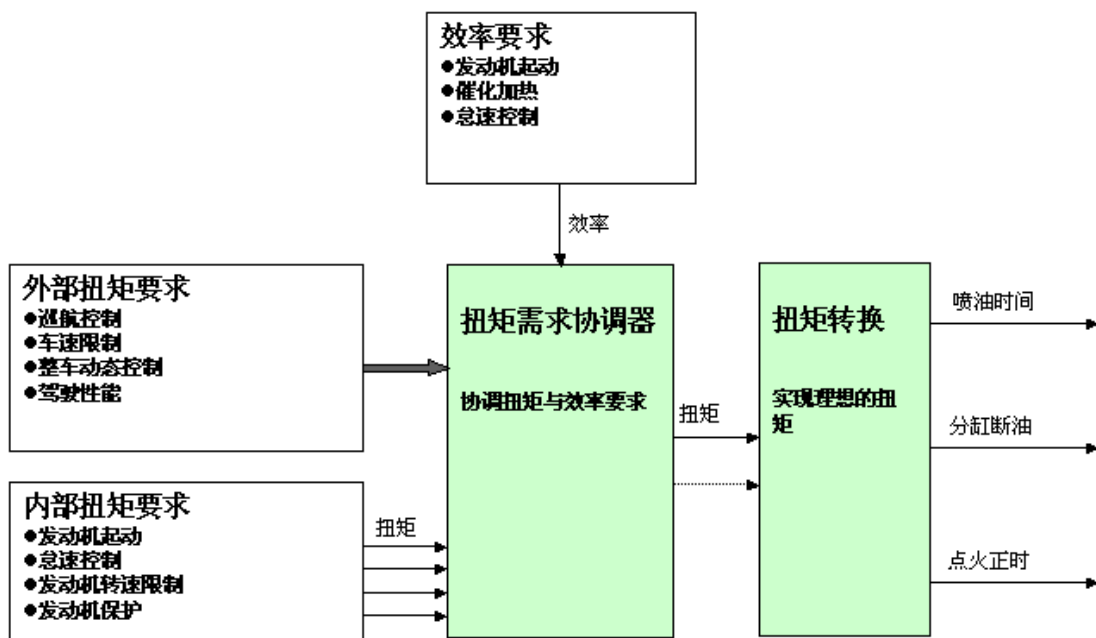 效率要求
●发动机起动
●催化加热
●怠速控制
效率
外部扭矩要求
●巡航控制
●车速限制
●整车动态控制
●驾驶性能
内部扭矩要求
●发动机起动
●怠速控制
●发动机转速限制
●发动机保护
扭矩
扭矩需求协调器
协调扭矩与效率要求
扭矩
扭矩转换
实现理想的扭
矩
喷油时间
分缸断油
点火正时